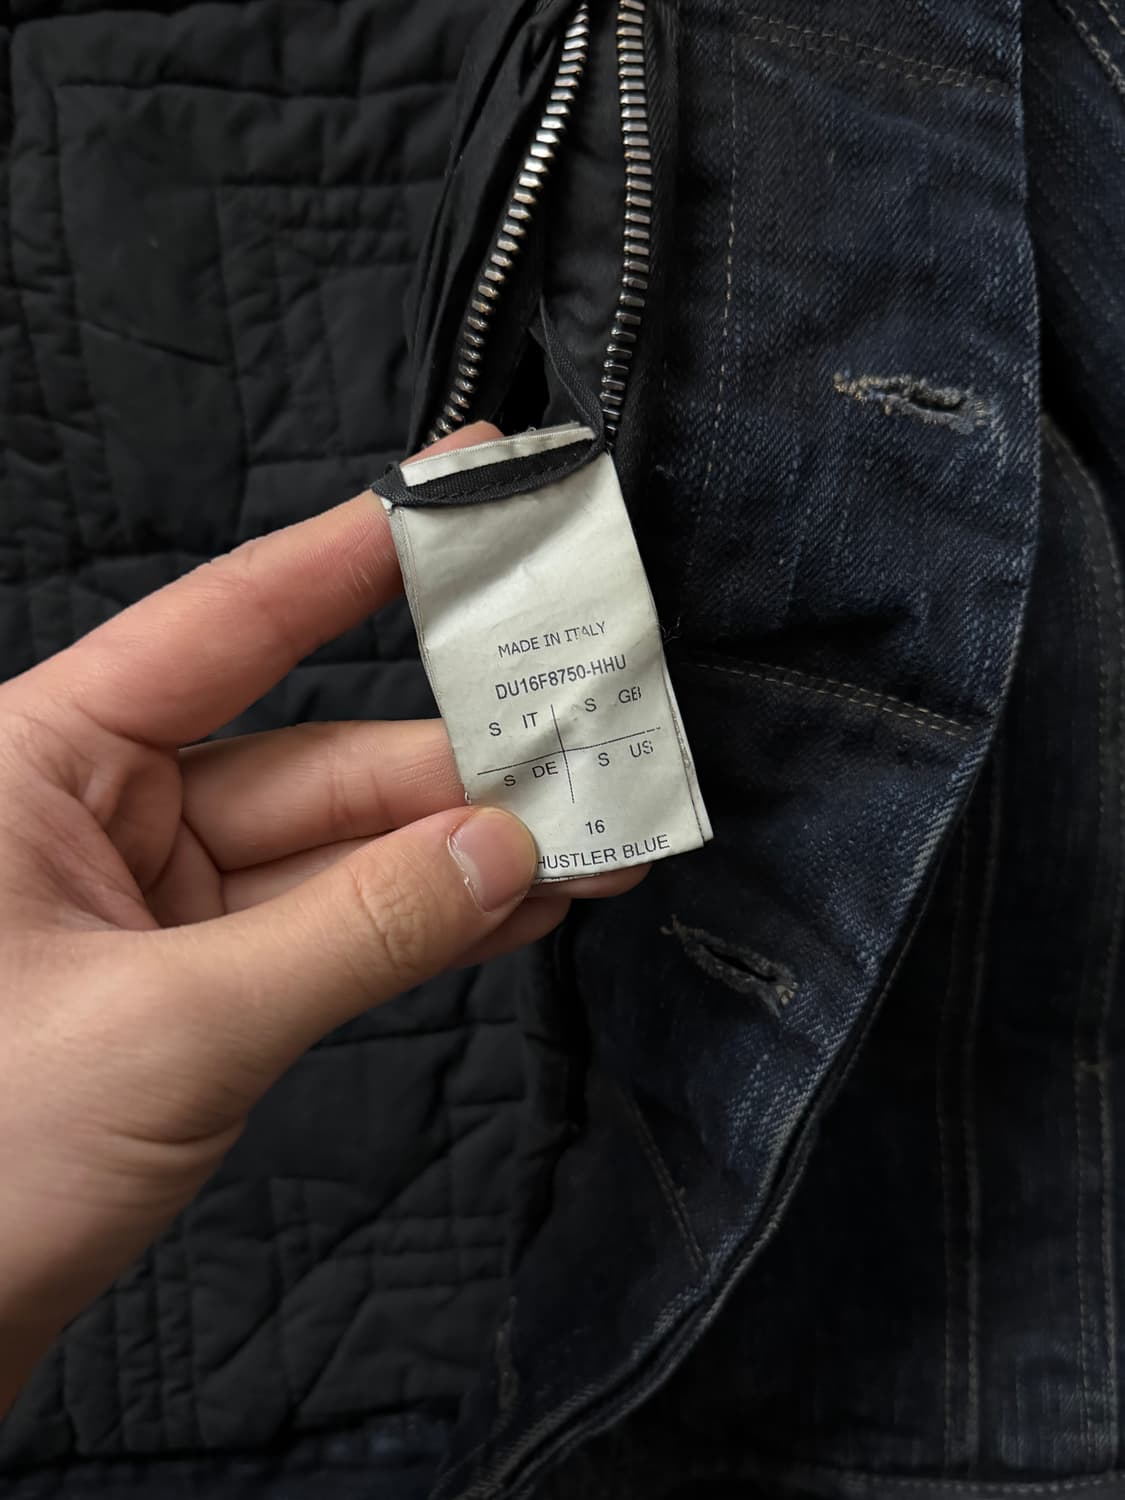 MADE IN ITALY
DU16F8750-HHU
S IT S GB
S DE S US
16
HUSTLER BLUE